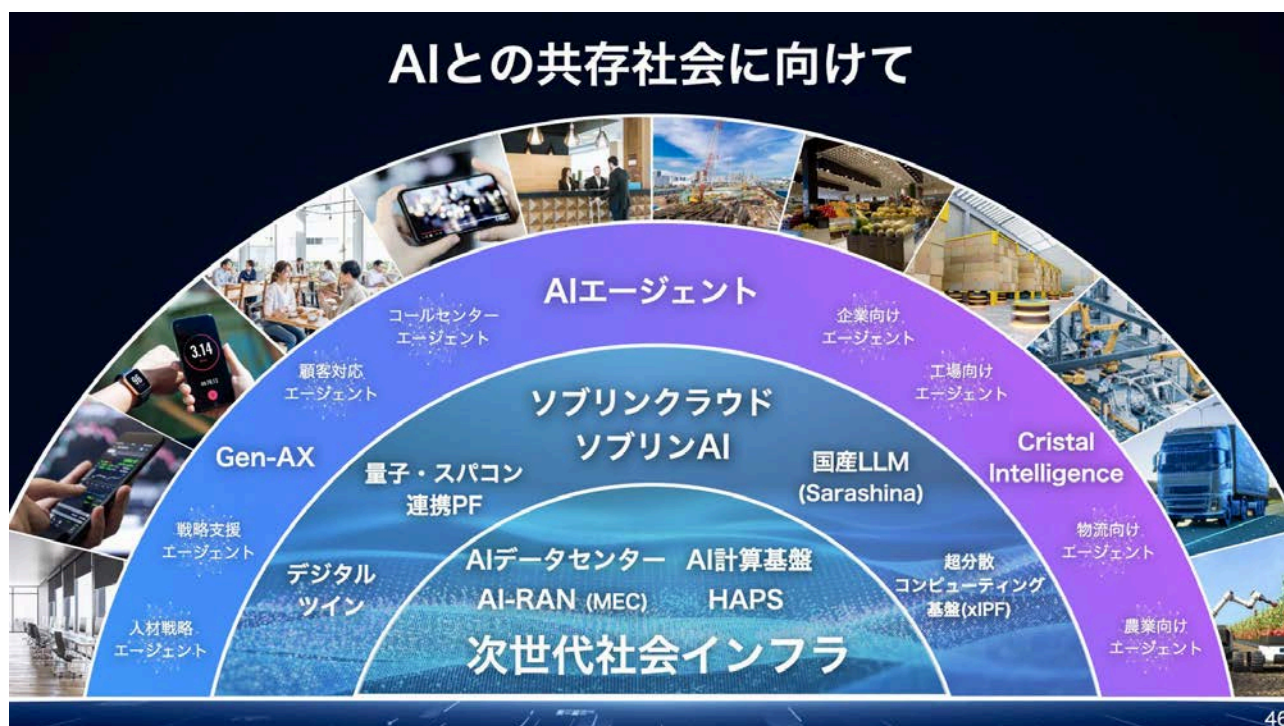 AIとの共存社会に向けて
AIエージェント
コールセンター
エージェント
企業向け
エージェント
顧客対応
エージェント
工場向け
エージェント
Gen-AX
Cristal
Intelligence
戦略支援
エージェント
物流向け
エージェント
人材戦略
エージェント
農業向け
エージェント
ソブリンクラウド
ソブリンAI
量子・スパコン
連携PF
国産LLM
(Sarashina)
デジタル
ツイン
超分散
コンピューティング
基盤(xIPF)
AIデータセンター AI計算基盤
AI-RAN (MEC) HAPS
次世代社会インフラ
3.14